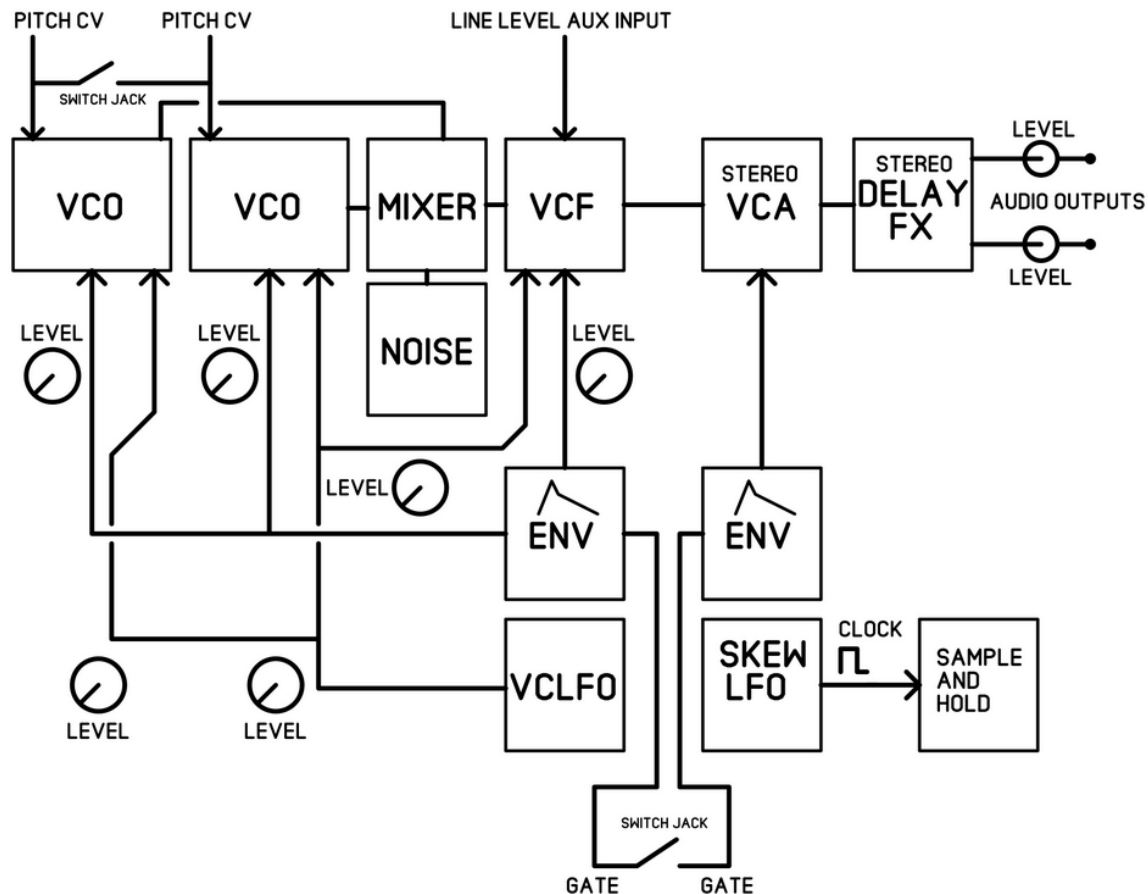 PITCH CV
PITCH CV
LINE LEVEL AUX INPUT
SWITCH JACK
LEVEL
VCO
VCO
MIXER
VCF
STEREO
VCA
STEREO
DELAY
FX
AUDIO OUTPUTS
LEVEL
LEVEL
LEVEL
NOISE
LEVEL
LEVEL
ENV
ENV
VCLFO
SKEW
LFO
CLOCK
SAMPLE
AND
HOLD
LEVEL
LEVEL
SWITCH JACK
GATE
GATE